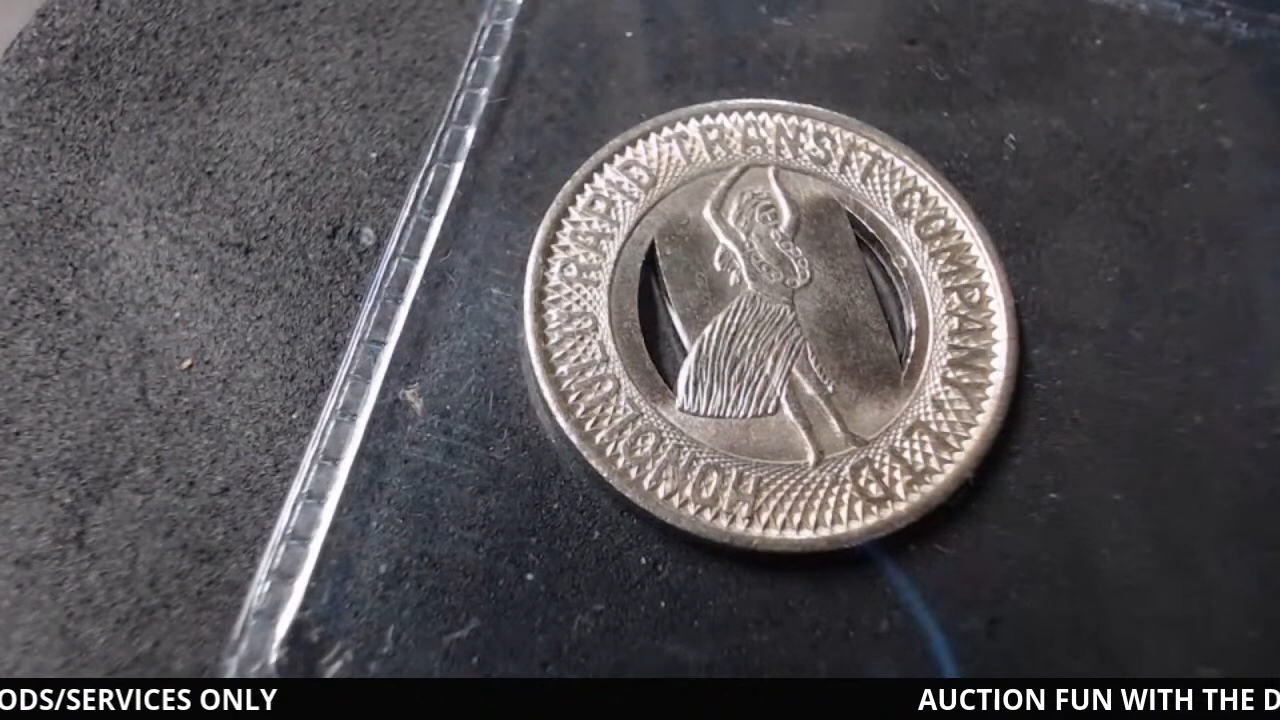 HONOLULU RAPID TRANSIT COMPANY LTD
ODS/SERVICES ONLY
AUCTION FUN WITH THE D